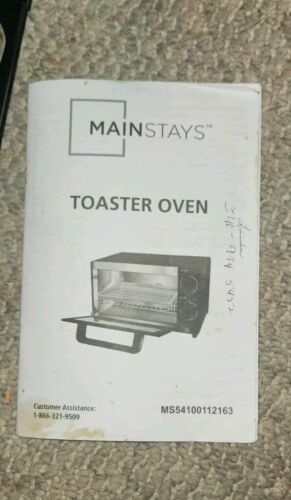 MAINSTAYS™
TOASTER OVEN
Customer Assistance:
1-866-321-9509
MS54100112163